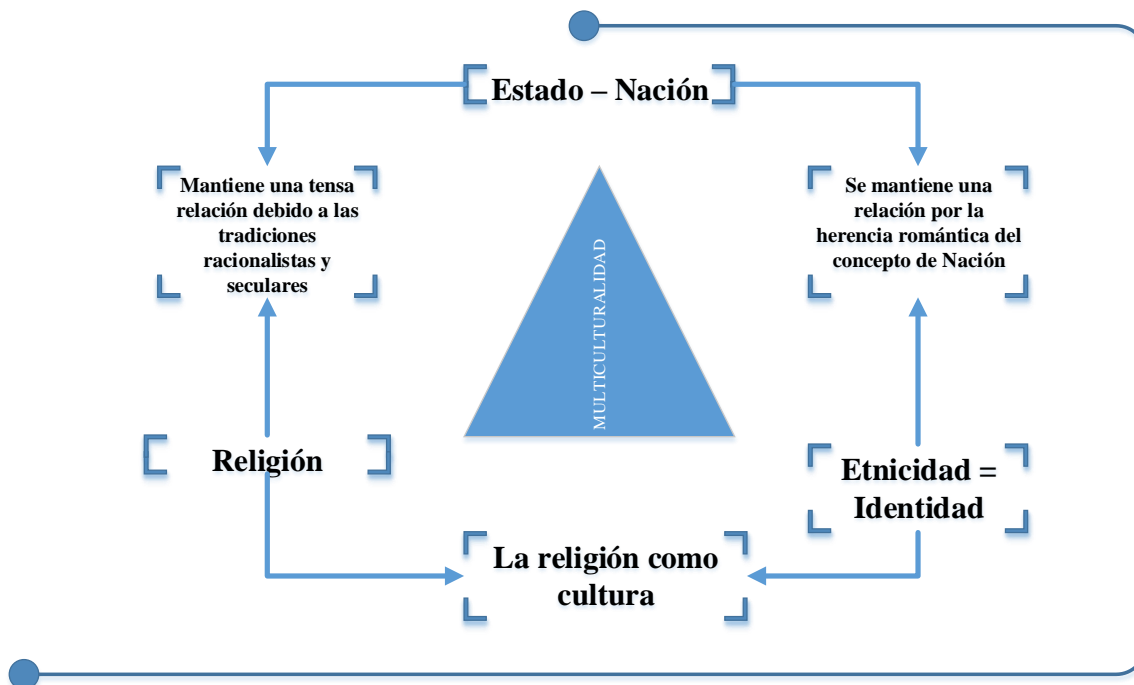 Estado – Nación
Mantiene una tensa
relación debido a las
tradiciones
racionalistas y
seculares
Se mantiene una
relación por la
herencia romántica del
concepto de Nación
MULTICULTURALIDAD
Religión
Etnicidad =
Identidad
La religión como
cultura